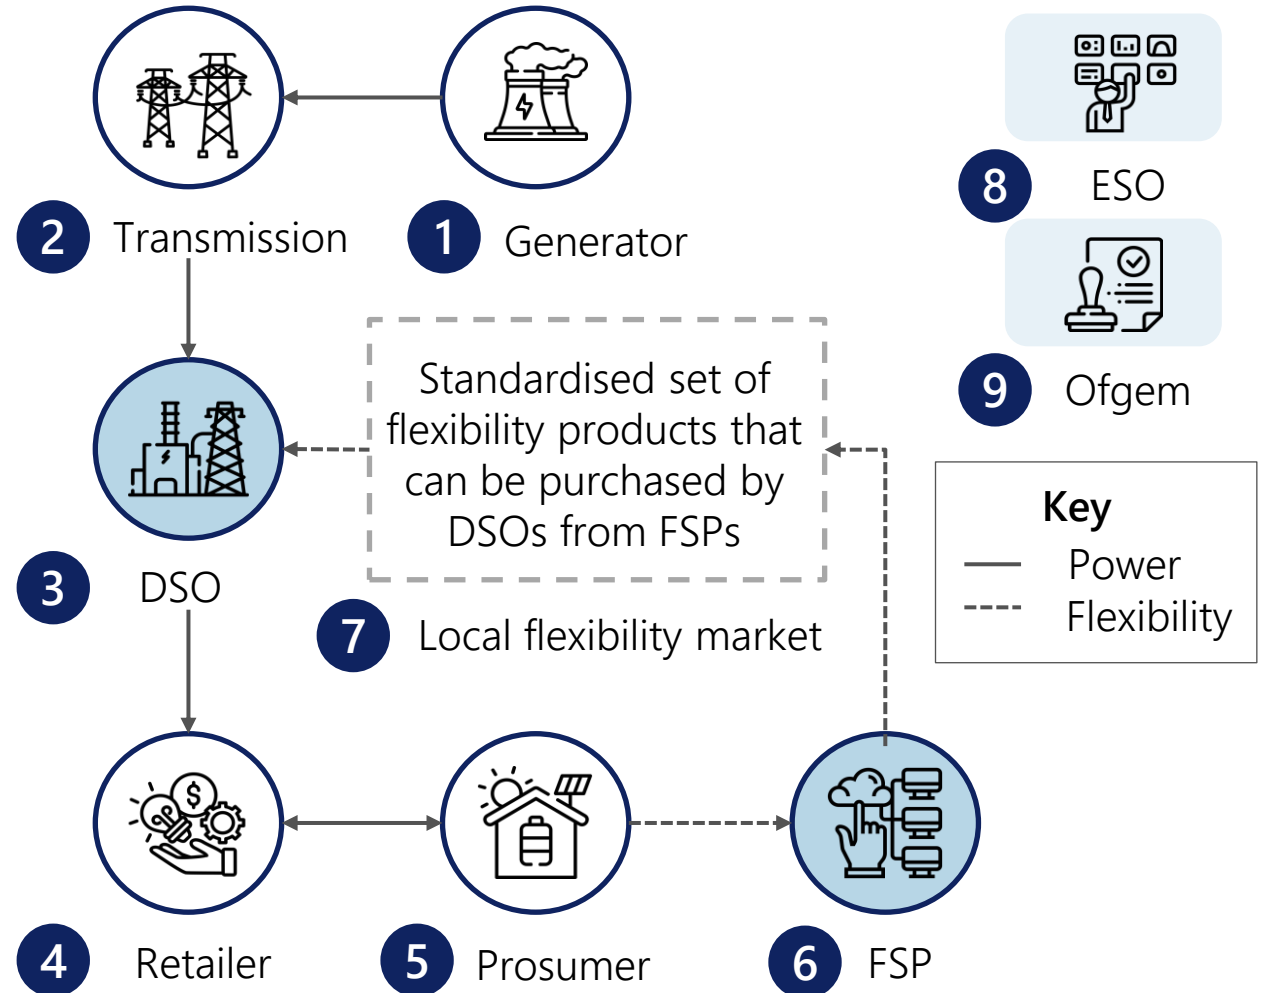 2 Transmission
1 Generator
8 ESO
9 Ofgem
Standardised set of
flexibility products that
can be purchased by
DSOs from FSPs
3 DSO
7 Local flexibility market
Key
Power
Flexibility
$
4 Retailer
5 Prosumer
6 FSP